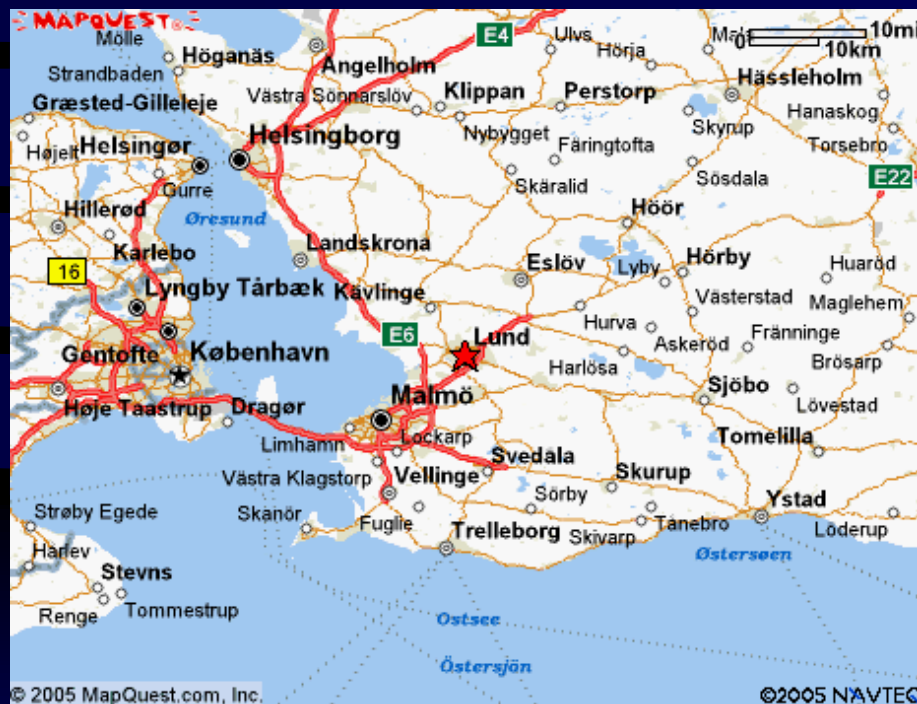 MAPQUEST
Mölle
Höganäs
Strandbaden
Græsted-Gilleleje
Højelt
Helsingør
Gurre
Helsingborg
Ängelholm
E4
Ulvs
Hörja
10mi
0
10km
Västra Sönnarslöv
Klippan
Perstorp
Hässleholm
Hanaskog
Nybygget
Skyrup
Torsebro
Färingtofta
Skäralid
Sösdala
E22
Hillerød
Øresund
Höör
Karlebo
Landskrona
16
Lyngby Tårbæk
Kävlinge
Eslöv
Lyby
Hörby
Huaröd
Maglehem
Västerstad
E6
Lund
Hurva
Askeröd
Fränninge
Brösarp
Gentofte
København
Harlösa
Høje Taastrup
Dragør
Malmö
Sjöbo
Lövestad
Limhamn
Lockarp
Tomelilla
Västra Klagstorp
Vellinge
Svedala
Skurup
Strøby Egede
Skanör
Fuglie
Sörby
Ystad
Trelleborg
Skivarp
Tånebro
Löderup
Harlev
Østersøen
Stevns
Renge
Tommestrup
Ostsee
Östersjön
© 2005 MapQuest.com, Inc.
©2005 NAVTEQ